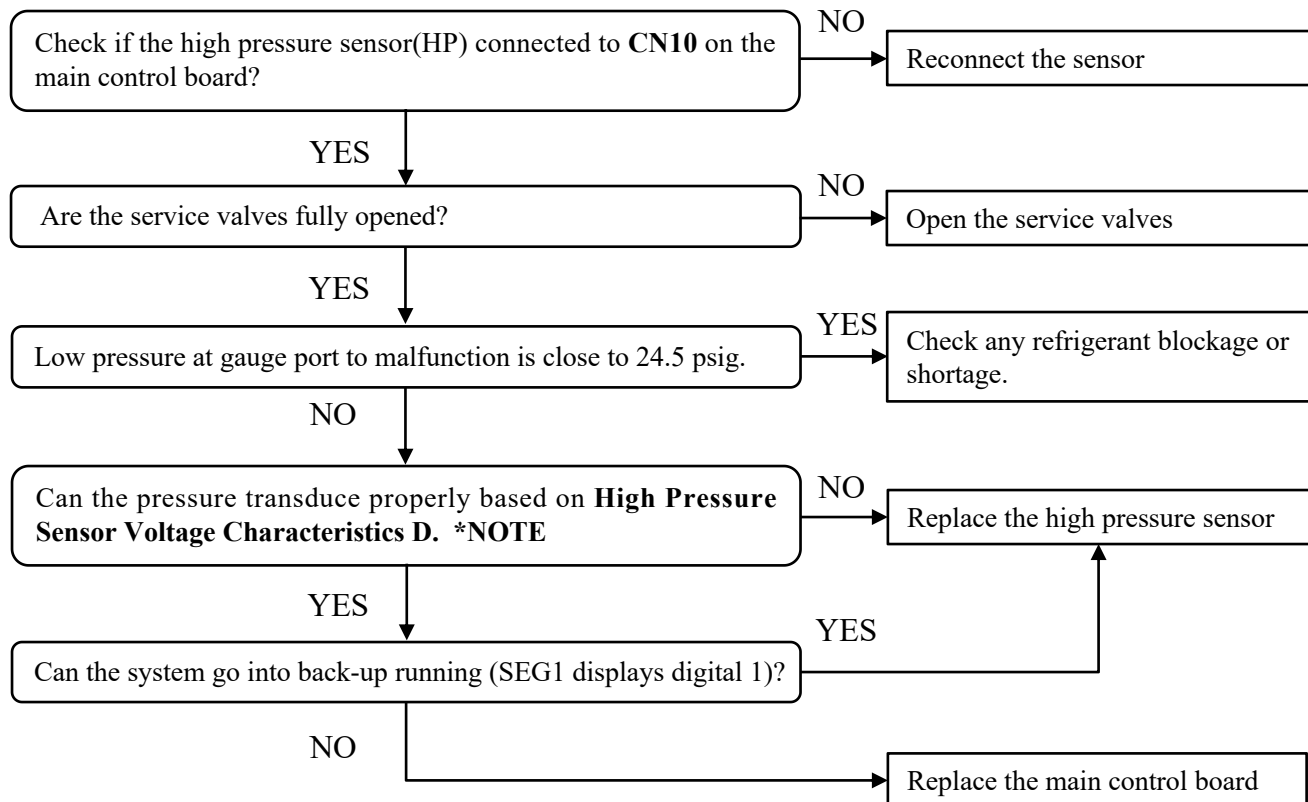 Check if the high pressure sensor(HP) connected to CN10 on the
main control board?
NO
Reconnect the sensor
YES
Are the service valves fully opened?
NO
Open the service valves
YES
Low pressure at gauge port to malfunction is close to 24.5 psig.
YES
Check any refrigerant blockage or
shortage.
NO
Can the pressure transduce properly based on High Pressure
Sensor Voltage Characteristics D. *NOTE
NO
Replace the high pressure sensor
YES
Can the system go into back-up running (SEG1 displays digital 1)?
YES
NO
Replace the main control board